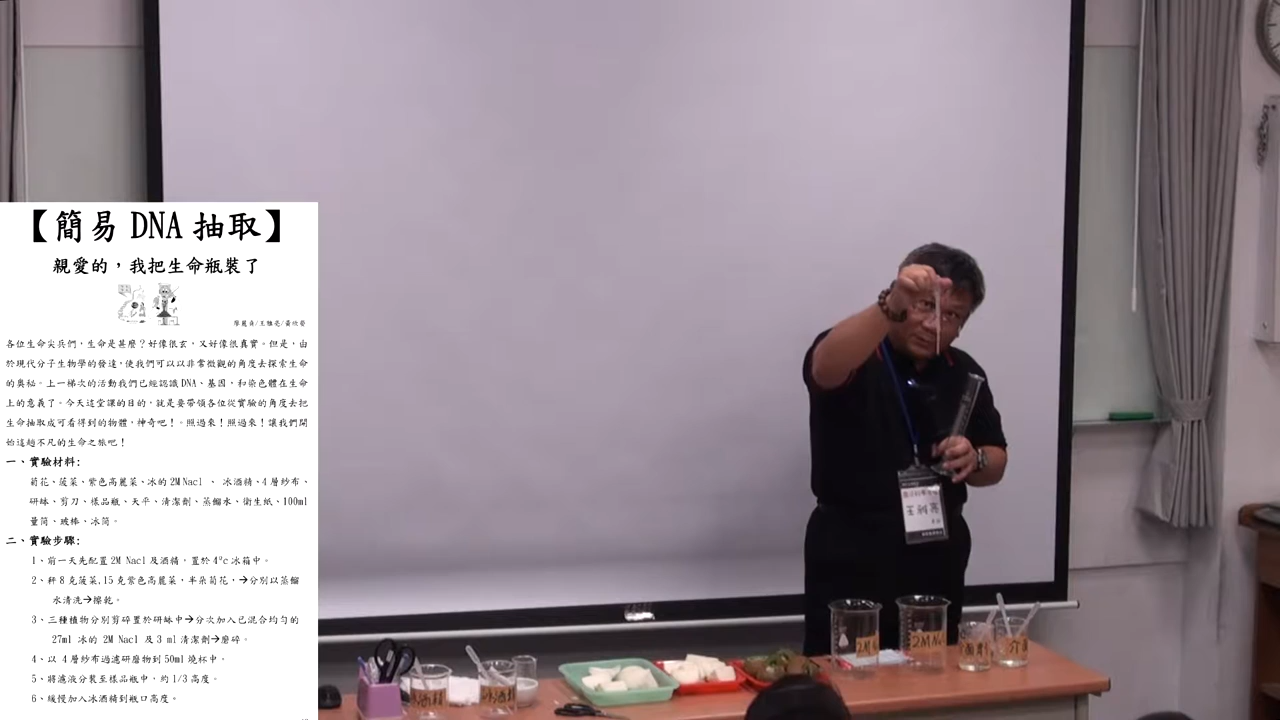 【簡易 DNA 抽取】
親愛的，我把生命瓶裝了
各位生命尖兵們，生命是甚麼？好像很玄，又好像很真實。但是，由
於現代分子生物學的發達，使我們可以以非常微觀的角度去探索生命
的奧秘。上一梯次的活動我們已經認識 DNA、基因，和染色體在生命
上的意義了。今天這堂課的目的，就是要帶領各位從實驗的角度去把
生命抽取成可看得到的物體，神奇吧！。照過來！照過來！讓我們開
始這趟不凡的生命之旅吧！
一、實驗材料：
菊花、菠菜、紫色高麗菜、冰的 2M Nacl 、 冰酒精、4 層紗布、
研缽、剪刀、樣品瓶、天平、清潔劑、蒸餾水、衛生紙、100ml
量筒、玻棒、冰筒。
二、實驗步驟：
1、前一天先配置 2M Nacl 及酒精，置於 4°c 冰箱中。
2、秤 8 克菠菜,15 克紫色高麗菜，半朵菊花，→分別以蒸餾
水清洗→擦乾。
3、三種植物分別剪碎置於研缽中→分次加入已混合均勻的
27ml 冰的 2M Nacl 及 3 ml 清潔劑→磨碎。
4、以 4 層紗布過濾研磨物到 50ml 燒杯中。
5、將濾液分裝至樣品瓶中，約 1/3 高度。
6、緩慢加入冰酒精到瓶口高度。
冰酒精
冰酒精
2M N
2M Na